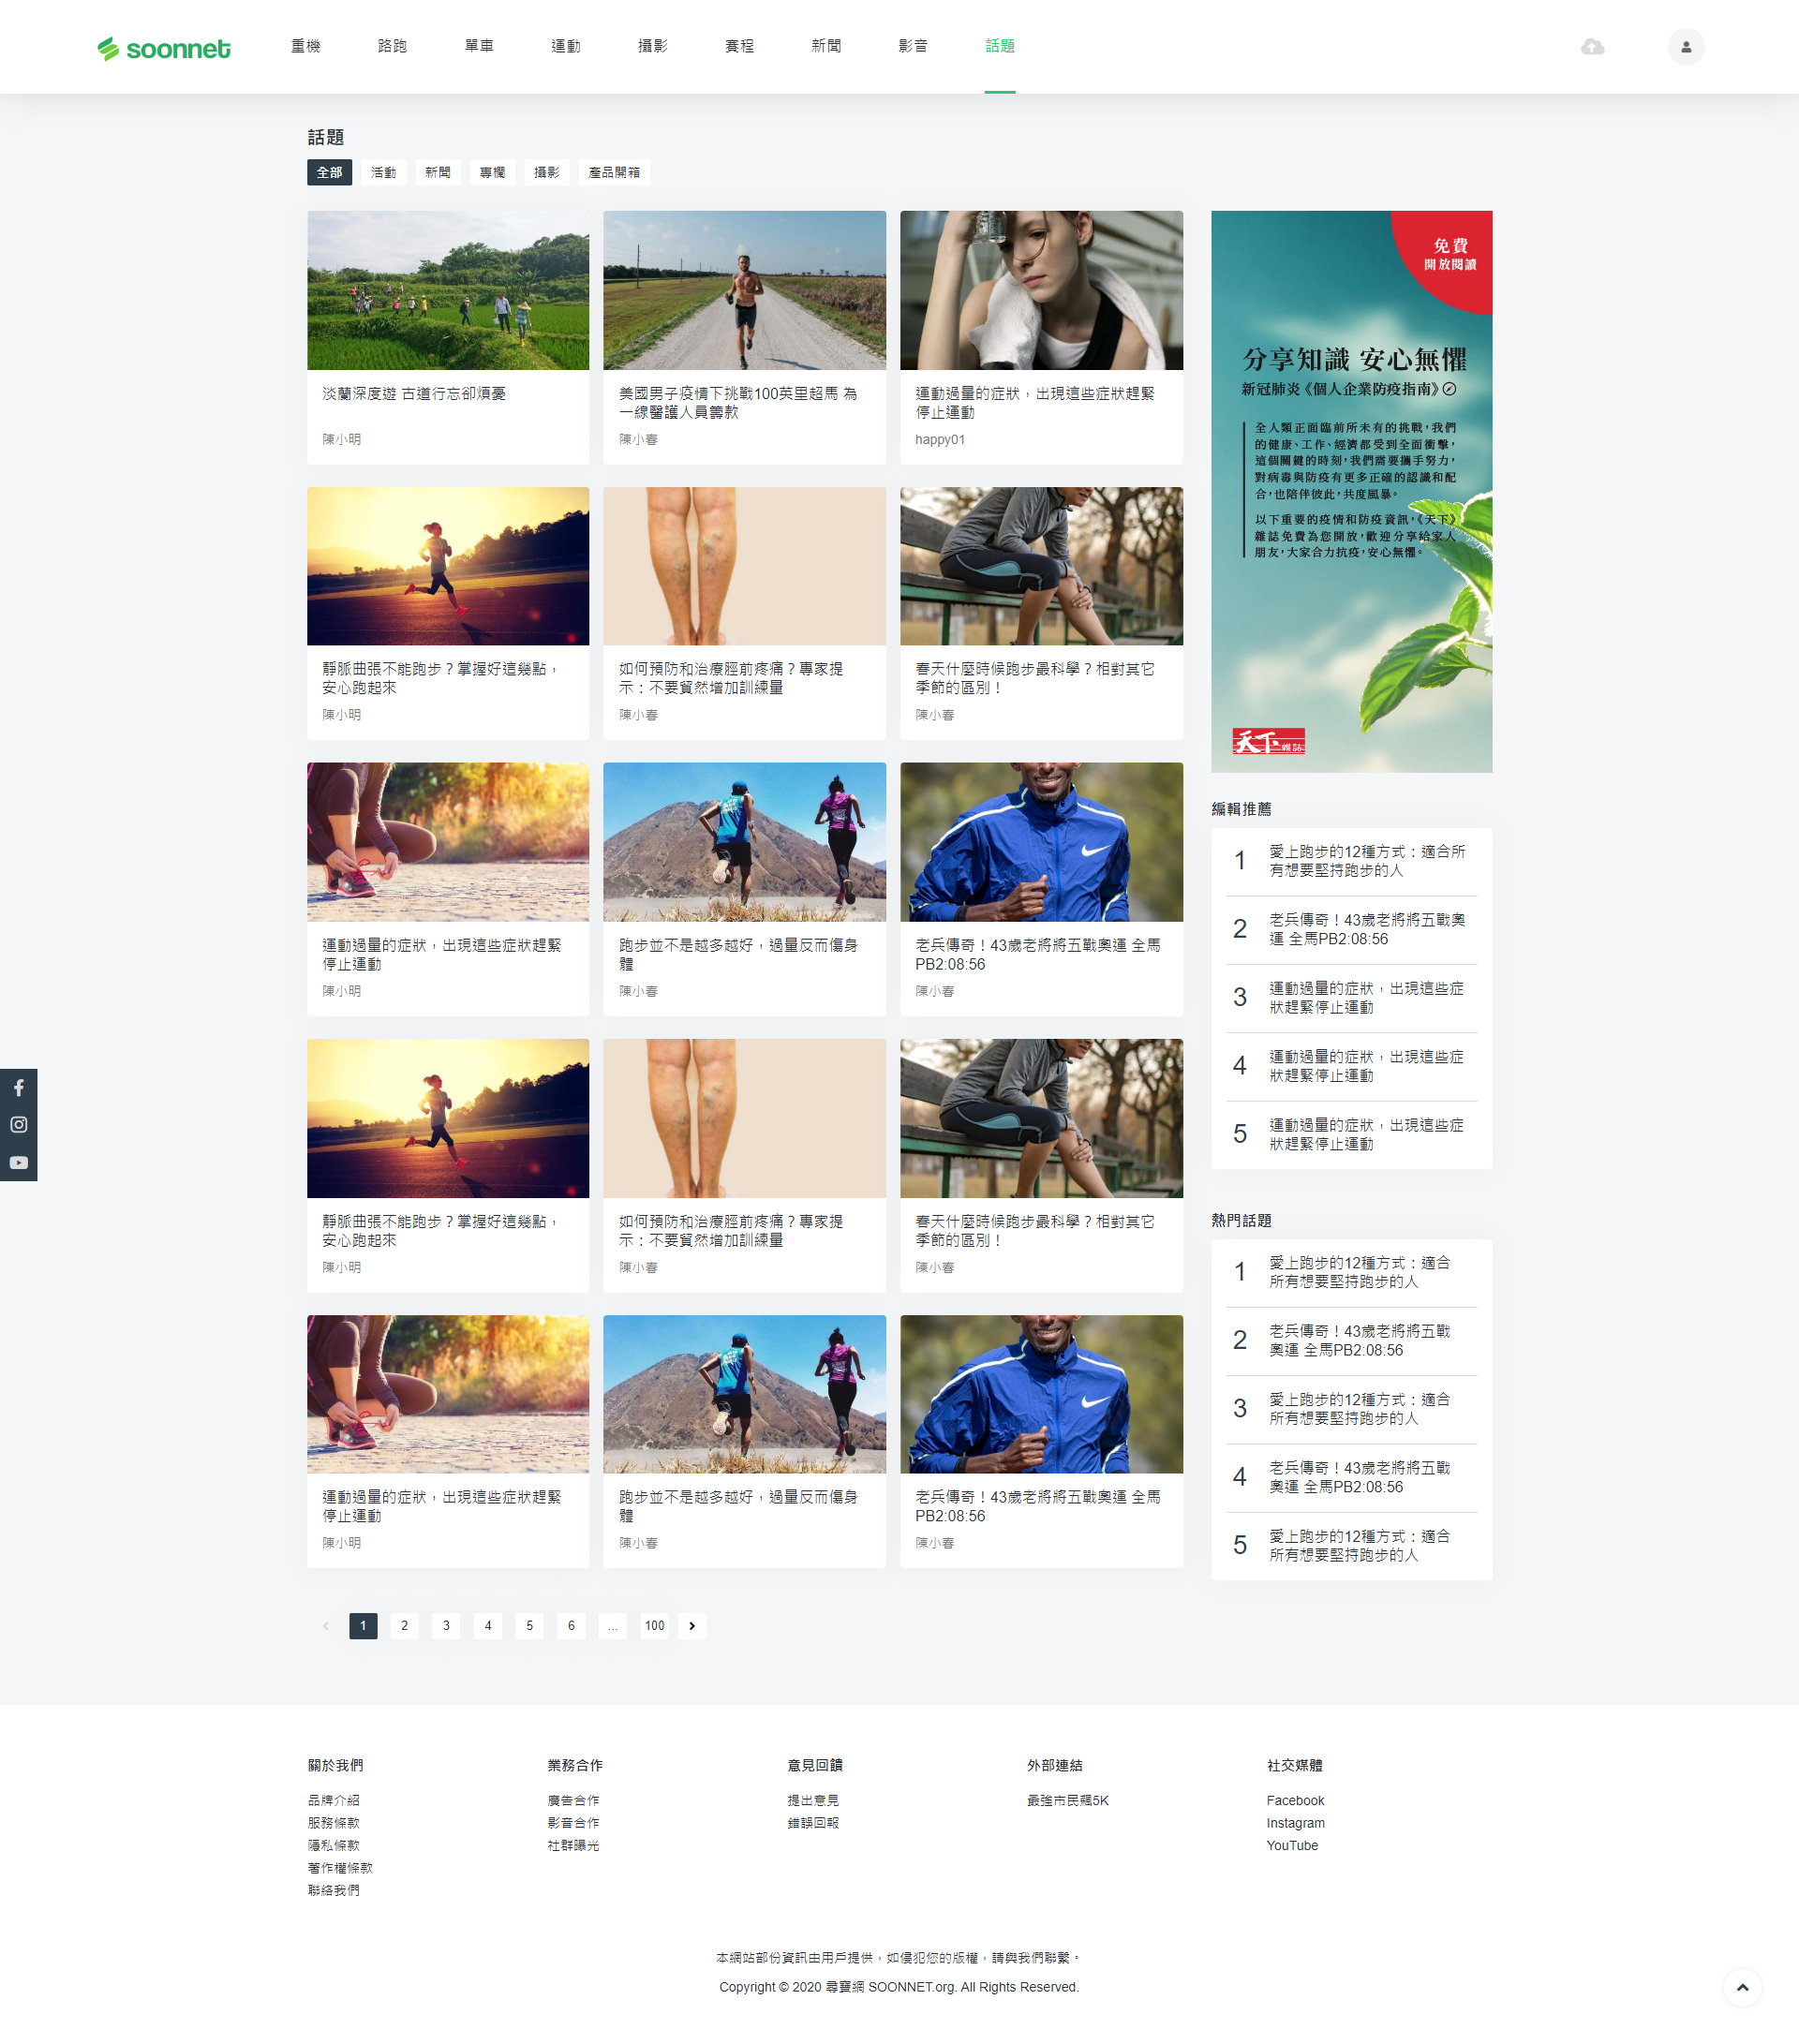 soonnet
重機
路跑
單車
運動
攝影
賽程
新聞
影音
話題
話題
全部
活動
新聞
專欄
攝影
產品開箱
淡蘭深度遊 古道行忘卻煩憂
陳小明
美國男子疫情下挑戰100英里超馬 為
一線醫護人員籌款
陳小春
運動過量的症狀，出現這些症狀趕緊
停止運動
happy01
靜脈曲張不能跑步？掌握好這幾點，
安心跑起來
陳小明
如何預防和治療脛前疼痛？專家提
示：不要貿然增加訓練量
陳小春
春天什麼時候跑步最科學？相對其它
季節的區別！
陳小春
運動過量的症狀，出現這些症狀趕緊
停止運動
陳小明
跑步並不是越多越好，過量反而傷身
體
陳小春
老兵傳奇！43歲老將將五戰奧運 全馬
PB2:08:56
陳小春
靜脈曲張不能跑步？掌握好這幾點，
安心跑起來
陳小明
如何預防和治療脛前疼痛？專家提
示：不要貿然增加訓練量
陳小春
春天什麼時候跑步最科學？相對其它
季節的區別！
陳小春
運動過量的症狀，出現這些症狀趕緊
停止運動
陳小明
跑步並不是越多越好，過量反而傷身
體
陳小春
老兵傳奇！43歲老將將五戰奧運 全馬
PB2:08:56
陳小春
1
2
3
4
5
6
...
100
免費
開放閱讀
分享知識 安心無懼
新冠肺炎《個人企業防疫指南》
全人類正面臨前所未有的挑戰，我們
的健康、工作、經濟都受到全面衝擊，
這個關鍵的時刻，我們需要攜手努力，
對病毒與防疫有更多正確的認識和配
合，也陪伴彼此，共度風暴。
以下重要的疫情和防疫資訊，《天下》
雜誌免費為您開放，歡迎分享給家人
朋友，大家合力抗疫，安心無懼。
天下 雜誌
編輯推薦
1
愛上跑步的12種方式：適合所
有想要堅持跑步的人
2
老兵傳奇！43歲老將將五戰奧
運 全馬PB2:08:56
3
運動過量的症狀，出現這些症
狀趕緊停止運動
4
運動過量的症狀，出現這些症
狀趕緊停止運動
5
運動過量的症狀，出現這些症
狀趕緊停止運動
熱門話題
1
愛上跑步的12種方式：適合
所有想要堅持跑步的人
2
老兵傳奇！43歲老將將五戰
奧運 全馬PB2:08:56
3
愛上跑步的12種方式：適合
所有想要堅持跑步的人
4
老兵傳奇！43歲老將將五戰
奧運 全馬PB2:08:56
5
愛上跑步的12種方式：適合
所有想要堅持跑步的人
關於我們
品牌介紹
服務條款
隱私條款
著作權條款
聯絡我們
業務合作
廣告合作
影音合作
社群曝光
意見回饋
提出意見
錯誤回報
外部連結
最強市民飆5K
社交媒體
Facebook
Instagram
YouTube
本網站部份資訊由用戶提供，如侵犯您的版權，請與我們聯繫。
Copyright © 2020 尋寶網 SOONNET.org. All Rights Reserved.